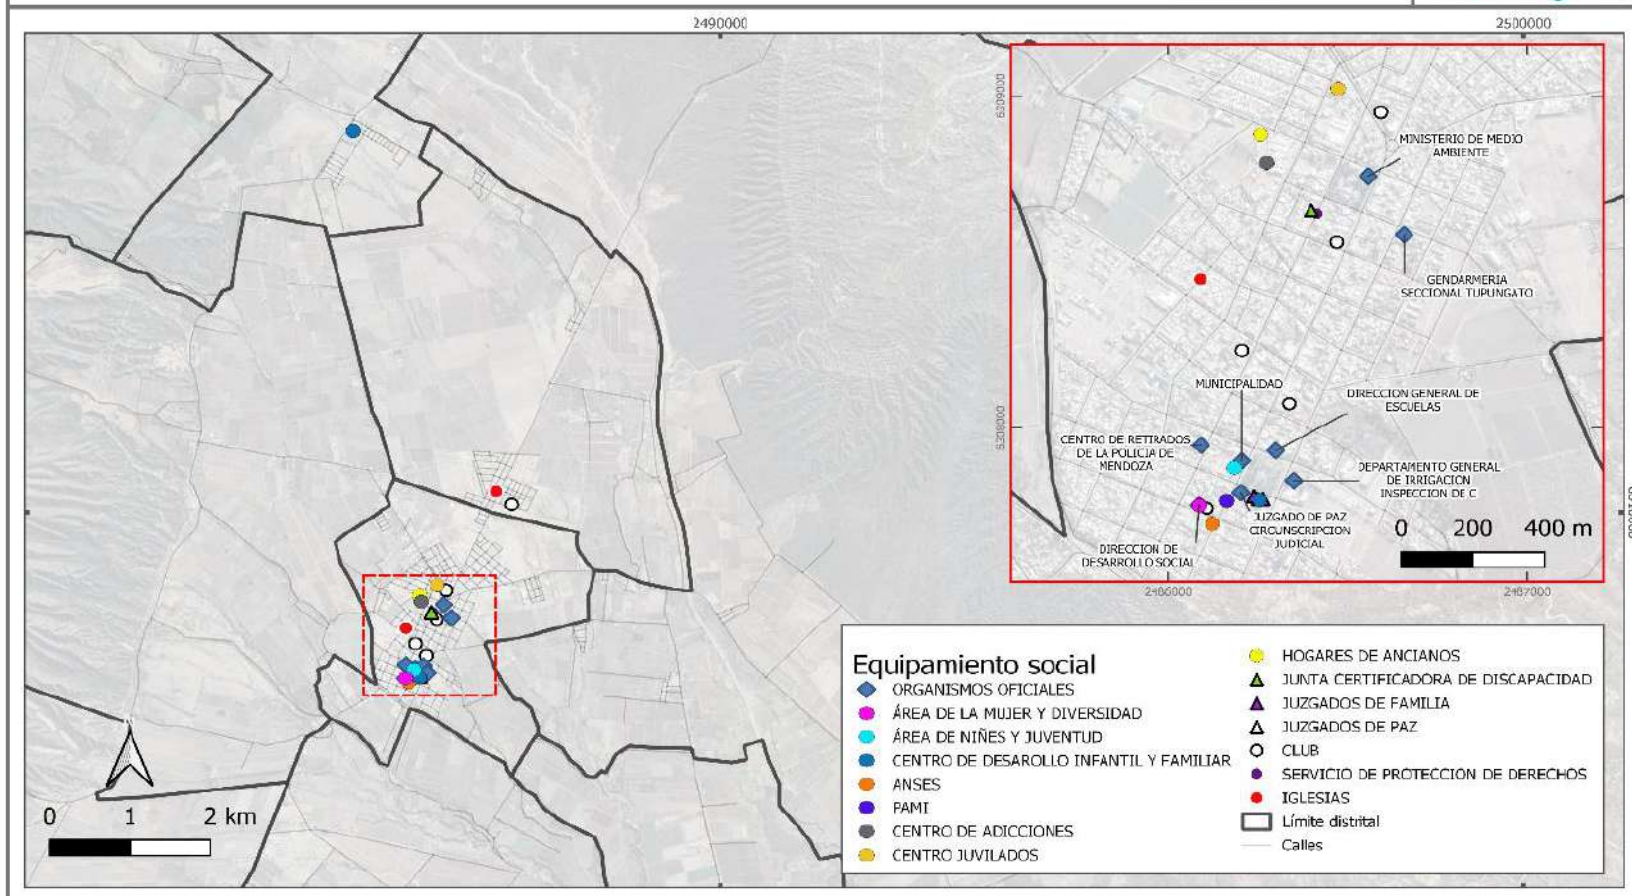 2490000
2500000
6209000
MINISTERIO DE MEDIO
AMBIENTE
GENDARMERIA
SECCIONAL TUPUNGATO
MUNICIPALIDAD
DIRECCION GENERAL DE
ESCUELAS
6208000
CENTRO DE RETIRADOS
DE LA POLICIA DE
MENDOZA
DEPARTAMENTO GENERAL
DE IRRIGACION
INSPECCION DE C
JUZGADO DE PAZ
CIRCUNSCRIPCION
JUDICIAL
DIRECCION DE
DESARROLLO SOCIAL
0 200 400 m
2486000
2487000
Equipamiento social
ORGANISMOS OFICIALES
ÁREA DE LA MUJER Y DIVERSIDAD
ÁREA DE NIÑES Y JUVENTUD
CENTRO DE DESAROLLO INFANTIL Y FAMILIAR
ANSES
PAMI
CENTRO DE ADICCIONES
CENTRO JUVILADOS
HOGARES DE ANCIANOS
JUNTA CERTIFICADORA DE DISCAPACIDAD
JUZGADOS DE FAMILIA
JUZGADOS DE PAZ
CLUB
SERVICIO DE PROTECCION DE DERECHOS
IGLESIAS
Límite distrital
Calles
N
0 1 2 km